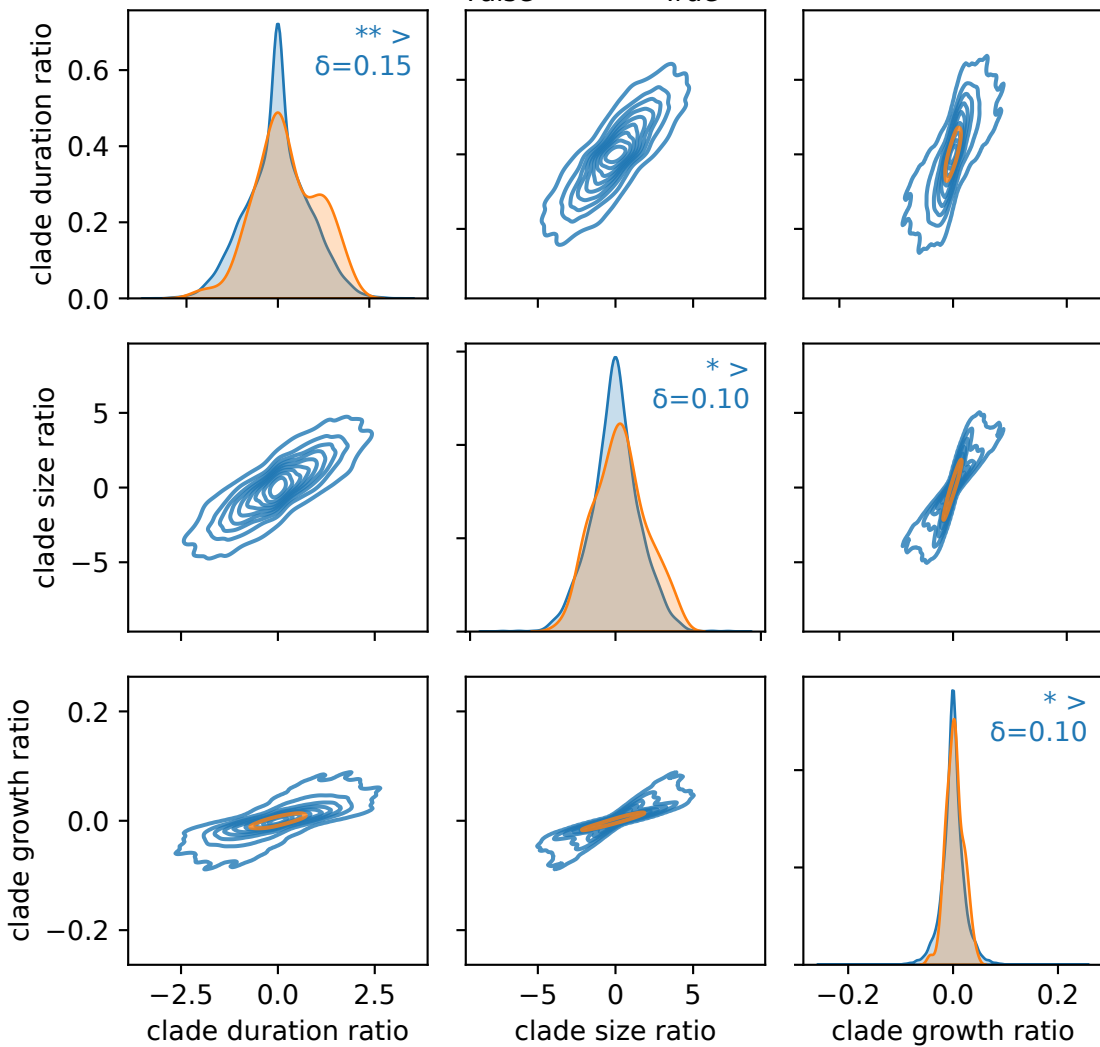 True
clade duration ratio
0.6
0.4
0.2
0.0
** >
δ=0.15
clade size ratio
5
0
−5
* >
δ=0.10
clade growth ratio
0.2
0.0
−0.2
* >
δ=0.10
−2.5 0.0 2.5
−5 0 5
−0.2 0.0 0.2
clade duration ratio
clade size ratio
clade growth ratio